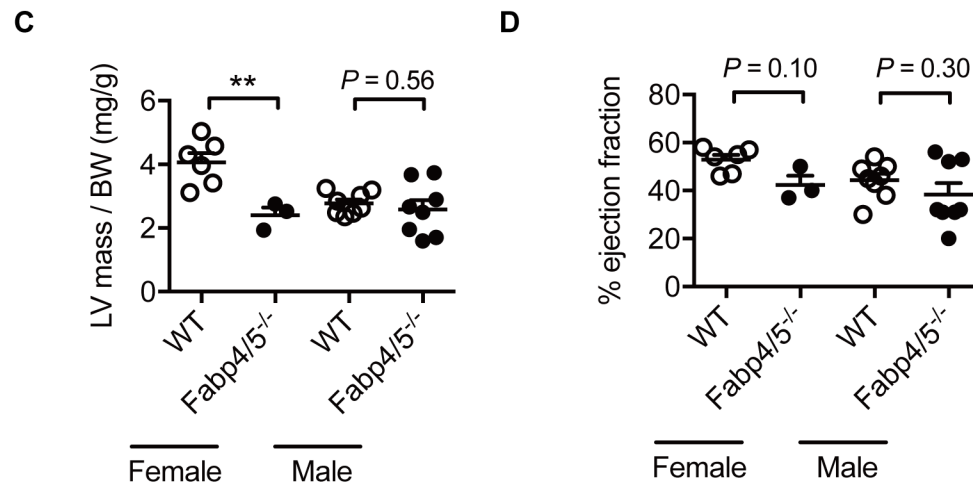 C
LV mass / BW (mg/g)
6
4
2
0
**
P = 0.56
WT
Fabp4/5-/-
WT
Fabp4/5-/-
Female
Male
D
% ejection fraction
80
60
40
20
0
P = 0.10
P = 0.30
WT
Fabp4/5-/-
WT
Fabp4/5-/-
Female
Male